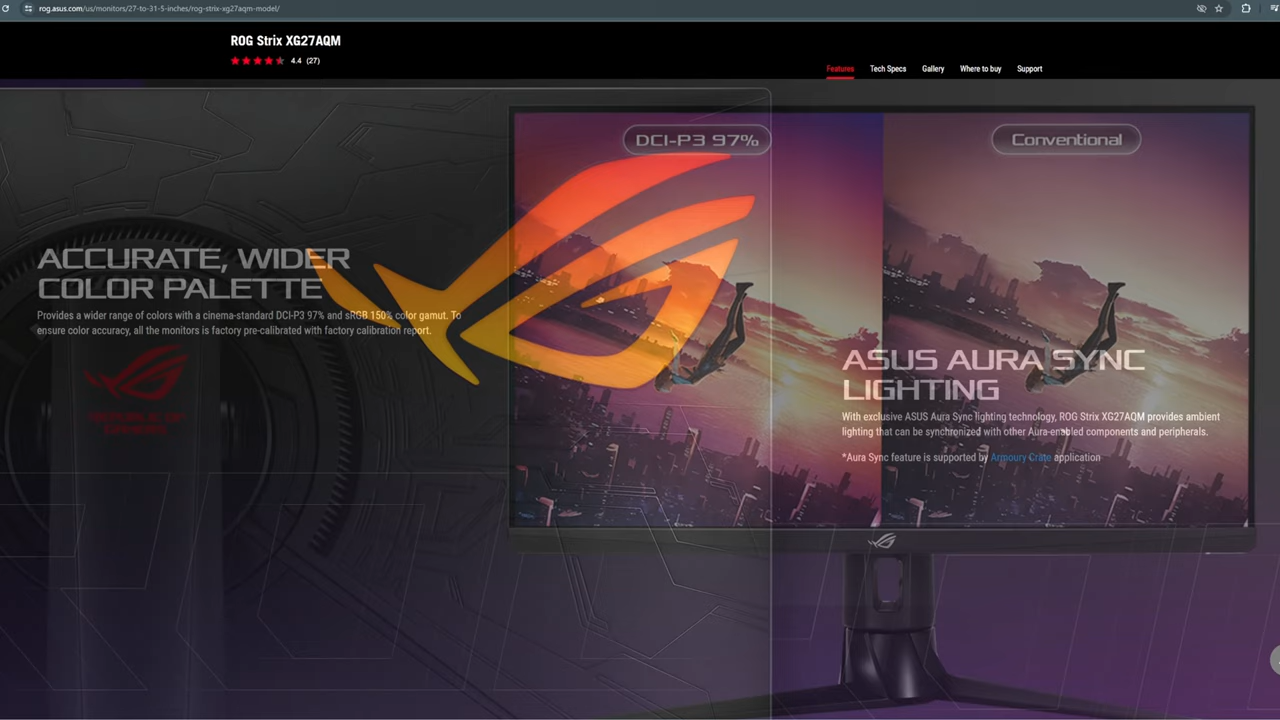 rog.asus.com/us/monitors/27-to-31-5-inches/rog-strix-xg27aqm-model/
ROG Strix XG27AQM
4.4 (27)
Features Tech Specs Gallery Where to buy Support
DCI-P3 97%
Conventional
ACCURATE, WIDER
COLOR PALETTE
Provides a wider range of colors with a cinema-standard DCI-P3 97% and sRGB 150% color gamut. To
ensure color accuracy, all the monitors is factory pre-calibrated with factory calibration report.
REPUBLIC OF
GAMERS
ASUS AURA SYNC
LIGHTING
With exclusive ASUS Aura Sync lighting technology, ROG Strix XG27AQM provides ambient
lighting that can be synchronized with other Aura-enabled components and peripherals.
*Aura Sync feature is supported by Armoury Crate application